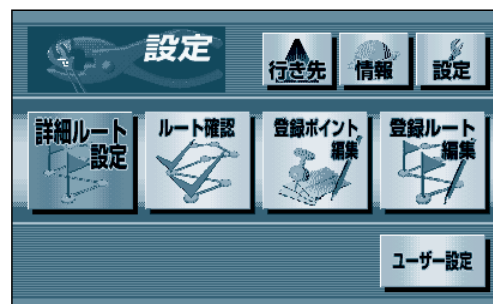 設定
行き先
情報
設定
詳細ルート
設定
ルート確認
登録ポイント
編集
登録ルート
編集
ユーザー設定